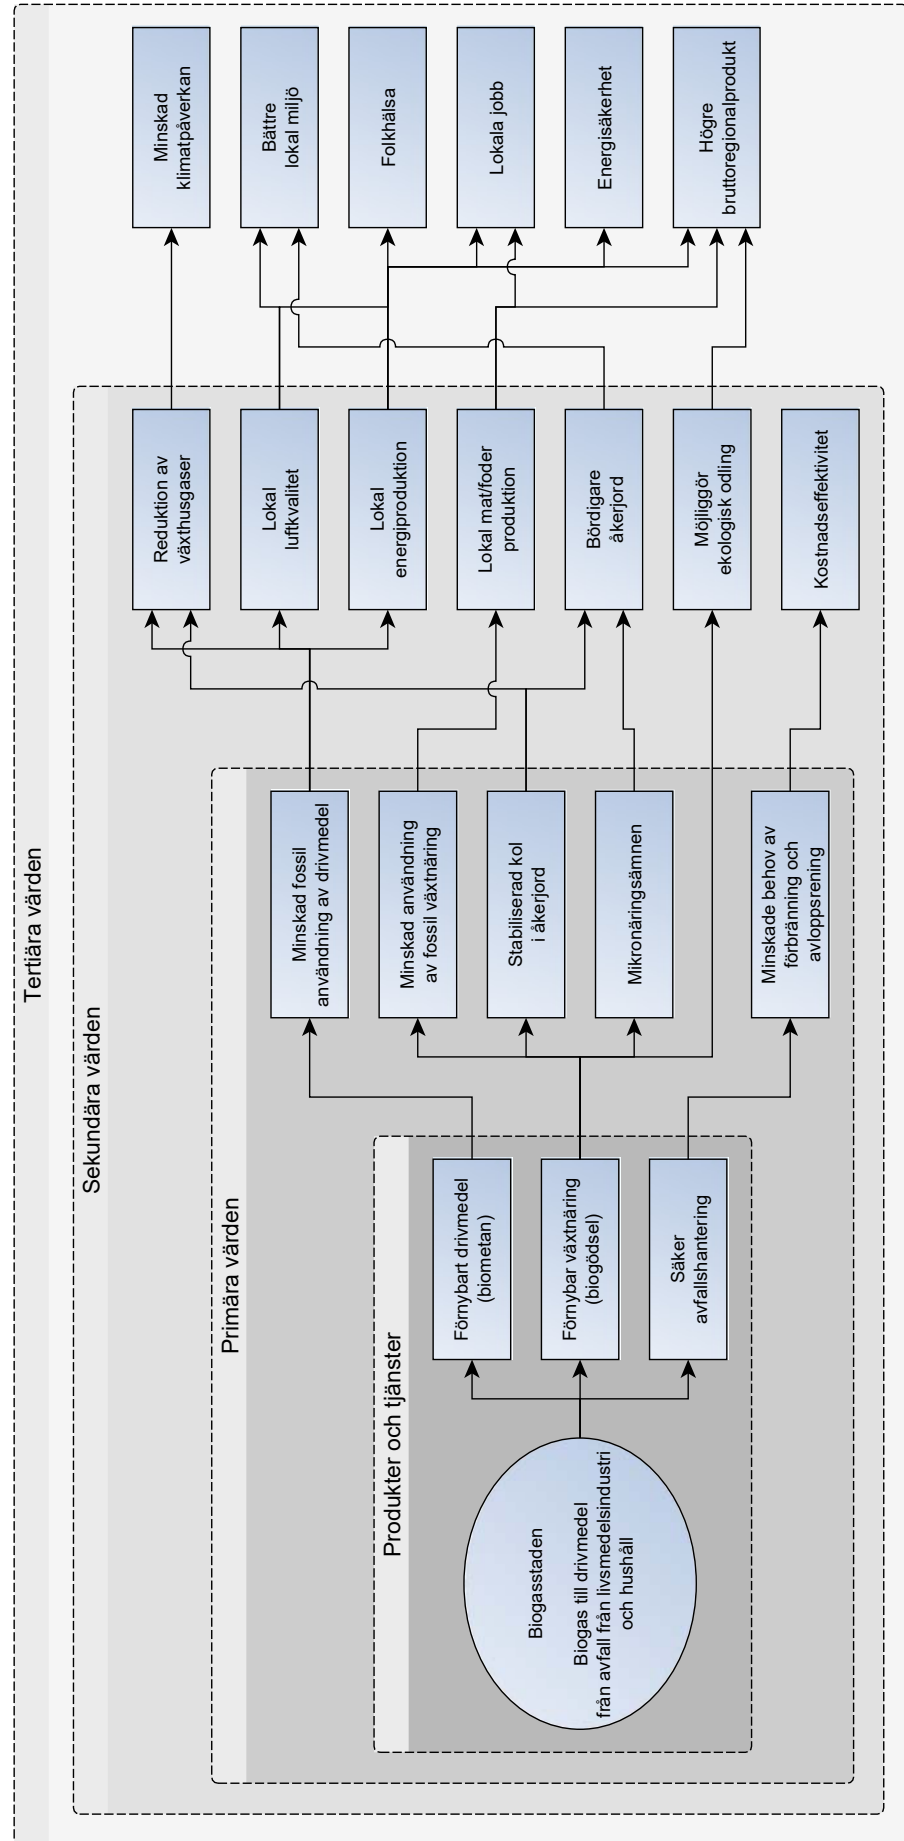 Tertiära värden
Sekundära värden
Primära värden
Produkter och tjänster
Biogasstaden
Biogas till drivmedel
från avfall från livsmedelsindustri
och hushåll
Förnybart drivmedel
(biometan)
Förnybar växtnäring
(biogödsel)
Säker
avfallshantering
Minskad fossil
användning av drivmedel
Minskad användning
av fossil växtnäring
Stabiliserad kol
i åkerjord
Mikronäringsämnen
Minskade behov av
förbränning och
avloppsrening
Reduktion av
växthusgaser
Lokal
luftkvalitet
Lokal
energiproduktion
Lokal mat/foder
produktion
Bördigare
åkerjord
Möjliggör
ekologisk odling
Kostnadseffektivitet
Minskad
klimatpåverkan
Bättre
lokal miljö
Folkhälsa
Lokala jobb
Energisäkerhet
Högre
bruttoregionalprodukt